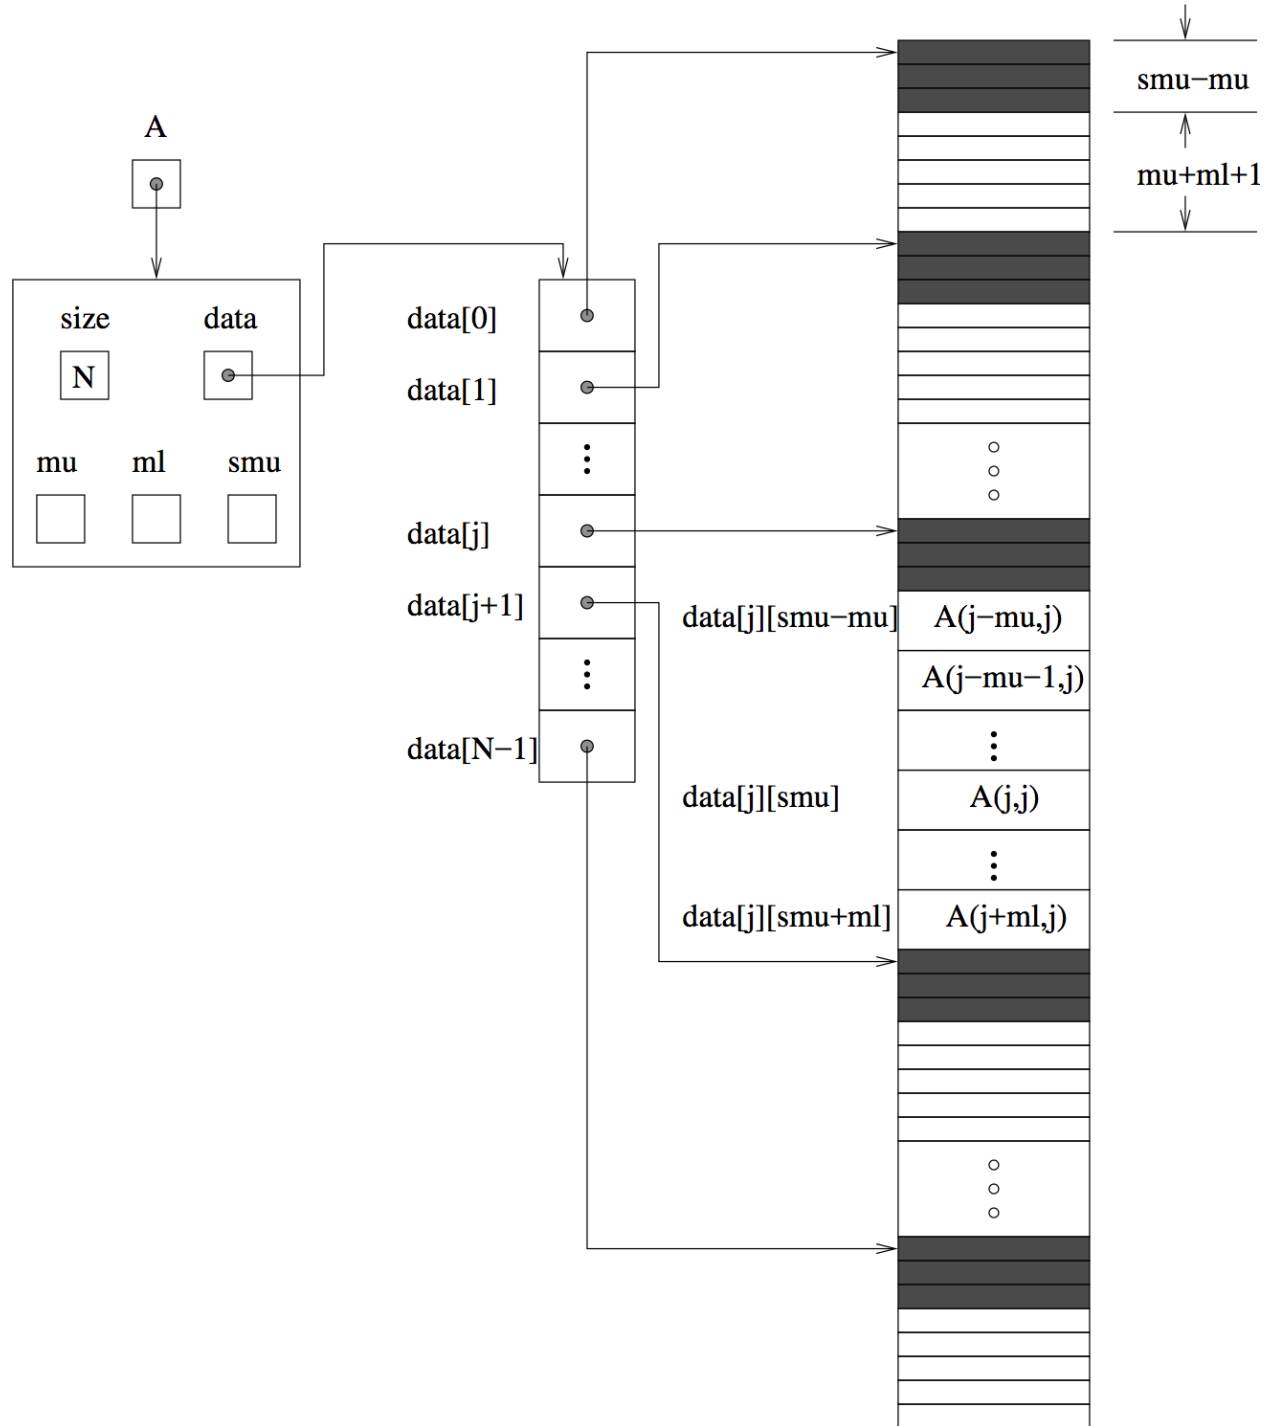 smu−mu
A
mu+ml+1
size data
N
mu ml smu
data[0]
data[1]
data[j]
data[j+1]
data[N−1]
data[j][smu−mu] A(j−mu,j)
A(j−mu−1,j)
data[j][smu] A(j,j)
data[j][smu+ml] A(j+ml,j)